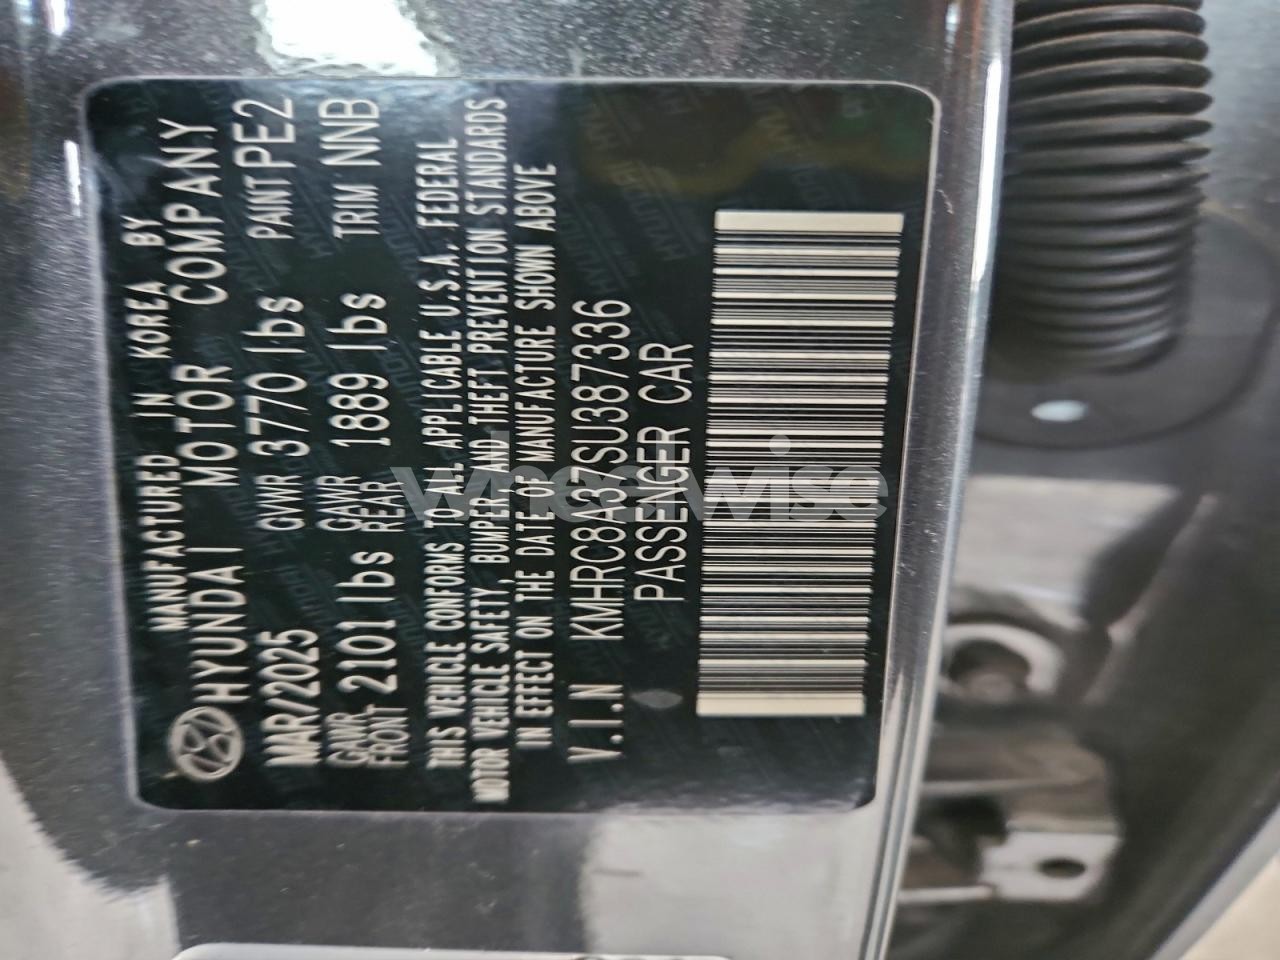 MANUFACTURED IN KOREA BY
HYUNDAI MOTOR COMPANY
MAR/2025 GVWR 3770 lbs PAINT PE2
GAWR FRONT- 2101 lbs GAWR REAR 1889 lbs TRIM NNB
THIS VEHICLE CONFORMS TO ALL APPLICABLE U.S.A. FEDERAL
MOTOR VEHICLE SAFETY, BUMPER, AND THEFT PREVENTION STANDARDS
IN EFFECT ON THE DATE OF MANUFACTURE SHOWN ABOVE
V.I.N KMHRC8A37SU387336
PASSENGER CAR
wheelwise